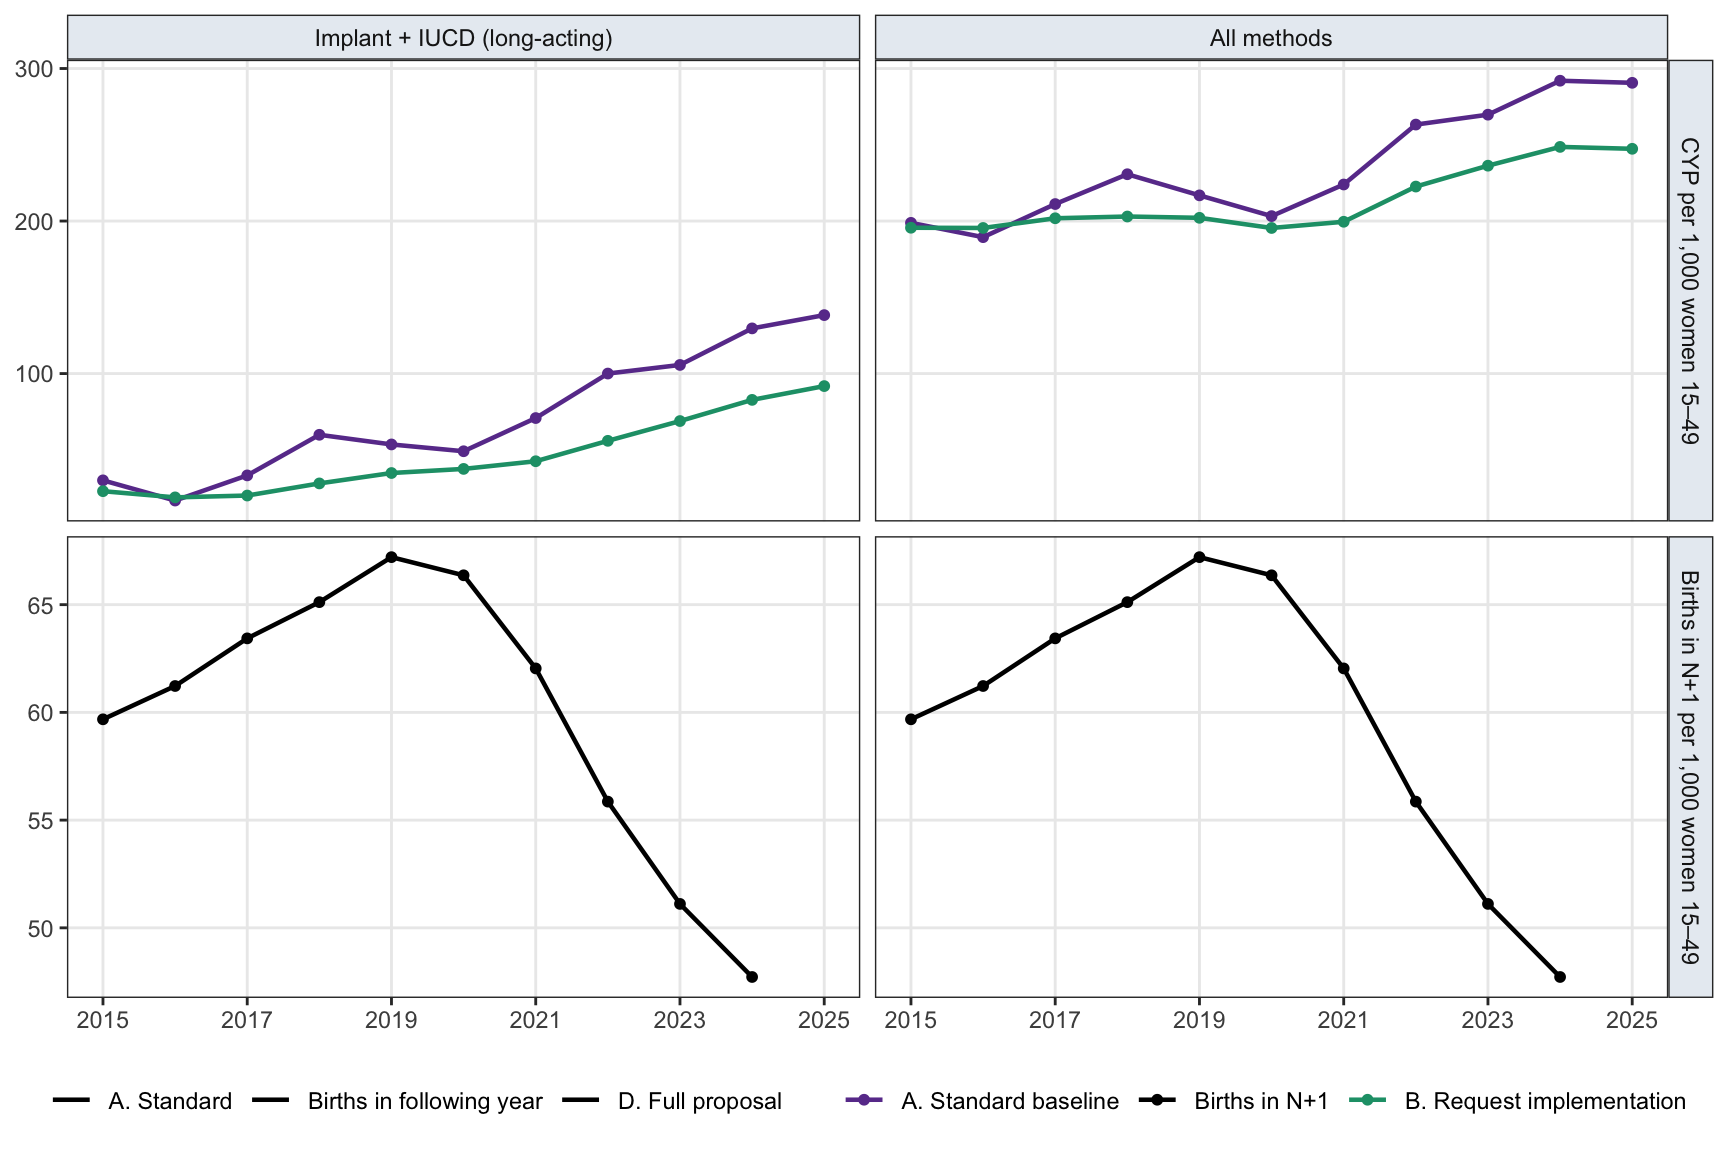 Implant + IUCD (long-acting)
All methods
300
200
100
CYP per 1,000 women 15–49
65
60
55
50
Births in N+1 per 1,000 women 15–49
2015 2017 2019 2021 2023 2025
2015 2017 2019 2021 2023 2025
A. Standard Births in following year D. Full proposal A. Standard baseline Births in N+1 B. Request implementation